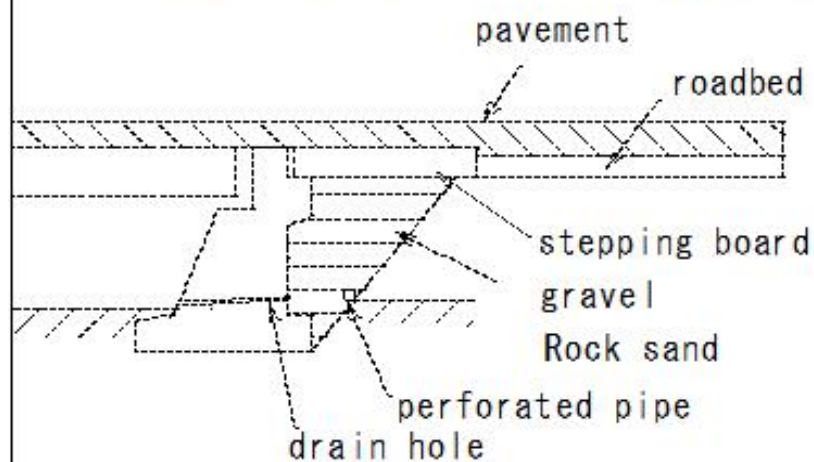 pavement
roadbed
stepping board
gravel
Rock sand
perforated pipe
drain hole